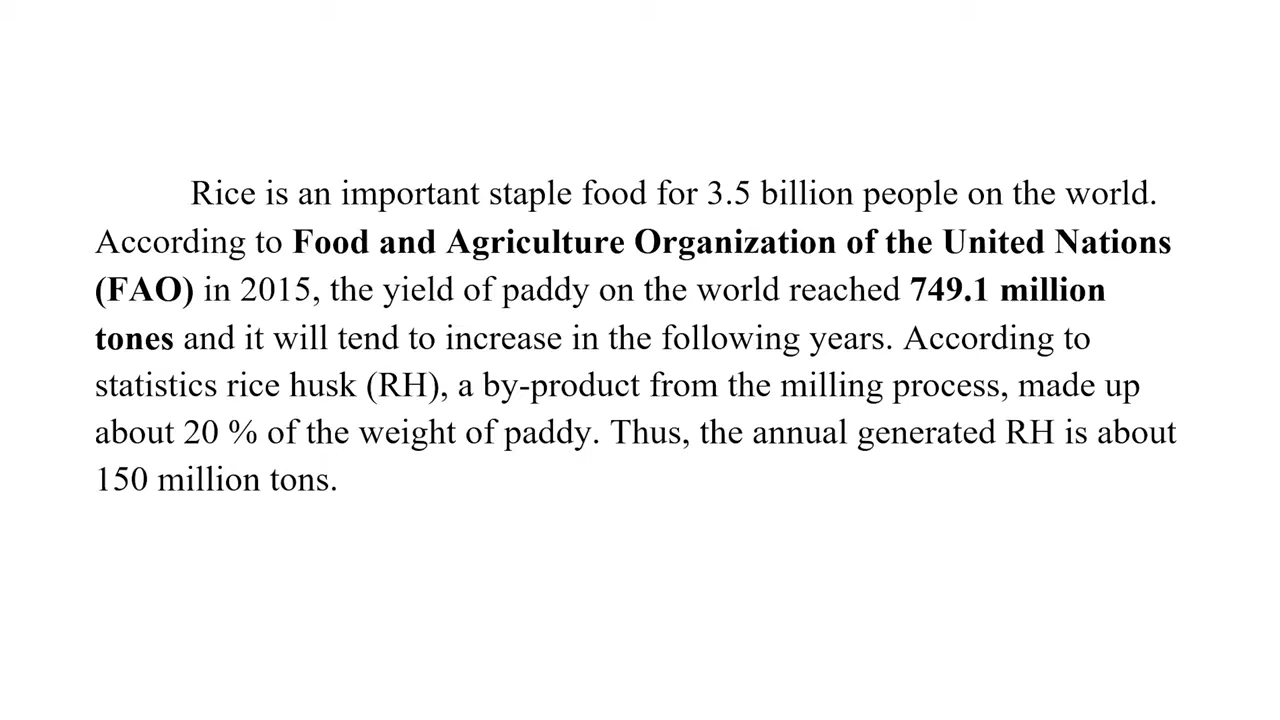 Rice is an important staple food for 3.5 billion people on the world.
According to Food and Agriculture Organization of the United Nations
(FAO) in 2015, the yield of paddy on the world reached 749.1 million
tones and it will tend to increase in the following years. According to
statistics rice husk (RH), a by-product from the milling process, made up
about 20 % of the weight of paddy. Thus, the annual generated RH is about
150 million tons.